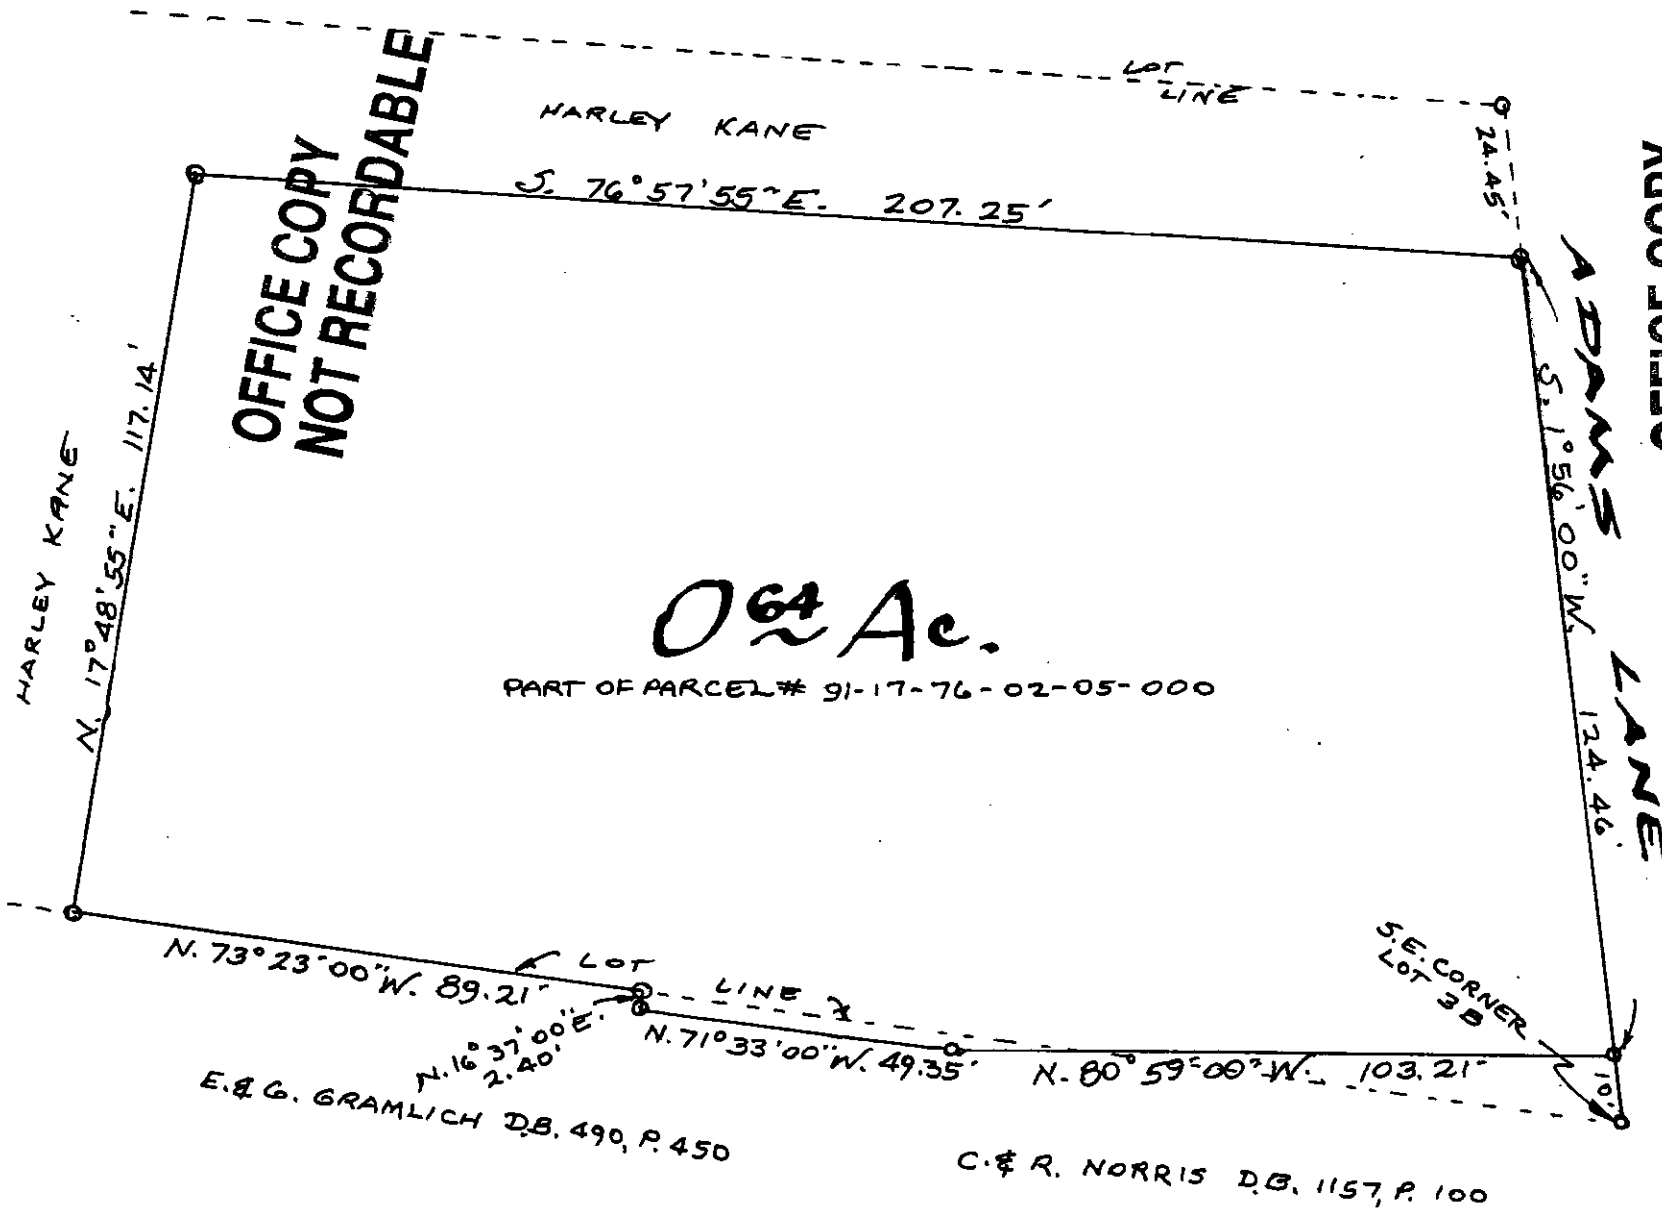 LOT
LINE
HARLEY KANE
24.45'
OFFICE COPY
NOT RECORDABLE
OFFICE COPY
S. 76° 57' 55" E. 207.25'
ADAMS LANE
S. 1° 56' 00" W. 124.46'
HARLEY KANE
N. 17° 48' 55" E. 117.14'
0 64 Ac.
PART OF PARCEL # 91-17-76-02-05-000
S.E. CORNER
LOT 3B
N. 73° 23' 00" W. 89.21'
LOT
LINE
N. 16° 37' 00" E.
2.40'
N. 71° 33' 00" W. 49.35'
N. 80° 59' 00" W. 103.21'
10.'
E. & G. GRAMLICH D.B. 490, P. 450
C. & R. NORRIS D.B. 1157, P. 100